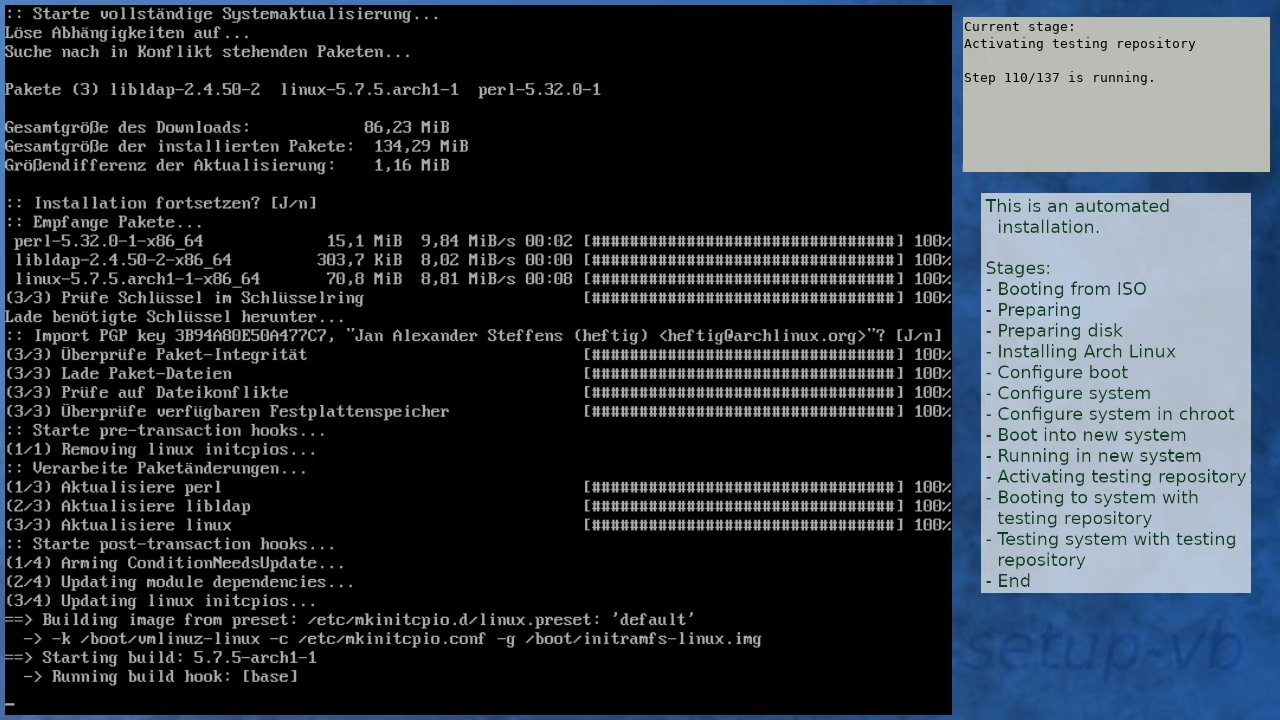 :: Starte vollständige Systemaktualisierung...
Löse Abhängigkeiten auf...
Suche nach in Konflikt stehenden Paketen...
Pakete (3) libldap-2.4.50-2  linux-5.7.5.arch1-1  perl-5.32.0-1
Gesamtgröße des Downloads:            86,23 MiB
Gesamtgröße der installierten Pakete:  134,29 MiB
Größendifferenz der Aktualisierung:    1,16 MiB
:: Installation fortsetzen? [J/n]
:: Empfange Pakete...
perl-5.32.0-1-x86_64             15,1 MiB  9,84 MiB/s 00:02 [################################] 100%
libldap-2.4.50-2-x86_64         303,7 KiB  8,02 MiB/s 00:00 [################################] 100%
linux-5.7.5.arch1-1-x86_64       70,8 MiB  8,81 MiB/s 00:08 [################################] 100%
(3/3) Prüfe Schlüssel im Schlüsselring [################################] 100%
Lade benötigte Schlüssel herunter...
:: Import PGP key 3B94A80E50A477C7, "Jan Alexander Steffens (heftig) <heftig@archlinux.org>"? [J/n]
(3/3) Überprüfe Paket-Integrität [################################] 100%
(3/3) Lade Paket-Dateien [################################] 100%
(3/3) Prüfe auf Dateikonflikte [################################] 100%
(3/3) Überprüfe verfügbaren Festplattenspeicher [################################] 100%
:: Starte pre-transaction hooks...
(1/1) Removing linux initcpios...
:: Verarbeite Paketänderungen...
(1/3) Aktualisiere perl [################################] 100%
(2/3) Aktualisiere libldap [################################] 100%
(3/3) Aktualisiere linux [################################] 100%
:: Starte post-transaction hooks...
(1/4) Arming ConditionNeedsUpdate...
(2/4) Updating module dependencies...
(3/4) Updating linux initcpios...
==> Building image from preset: /etc/mkinitcpio.d/linux.preset: 'default'
-> -k /boot/vmlinuz-linux -c /etc/mkinitcpio.conf -g /boot/initramfs-linux.img
==> Starting build: 5.7.5-arch1-1
-> Running build hook: [base]
_
Current stage:
Activating testing repository
Step 110/137 is running.
This is an automated
installation.
Stages:
- Booting from ISO
- Preparing
- Preparing disk
- Installing Arch Linux
- Configure boot
- Configure system
- Configure system in chroot
- Boot into new system
- Running in new system
- Activating testing repository
- Booting to system with
testing repository
- Testing system with testing
repository
- End
setup-vb